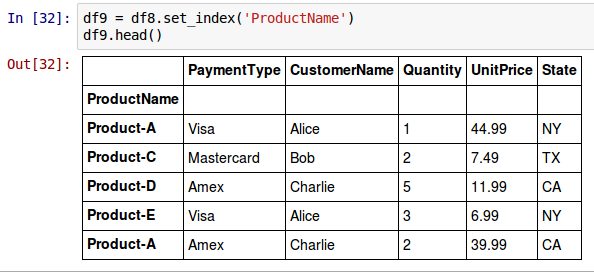 In [32]: df9 = df8.set_index('ProductName')
df9.head()
Out[32]:
PaymentType CustomerName Quantity UnitPrice State
ProductName
Product-A Visa Alice 1 44.99 NY
Product-C Mastercard Bob 2 7.49 TX
Product-D Amex Charlie 5 11.99 CA
Product-E Visa Alice 3 6.99 NY
Product-A Amex Charlie 2 39.99 CA